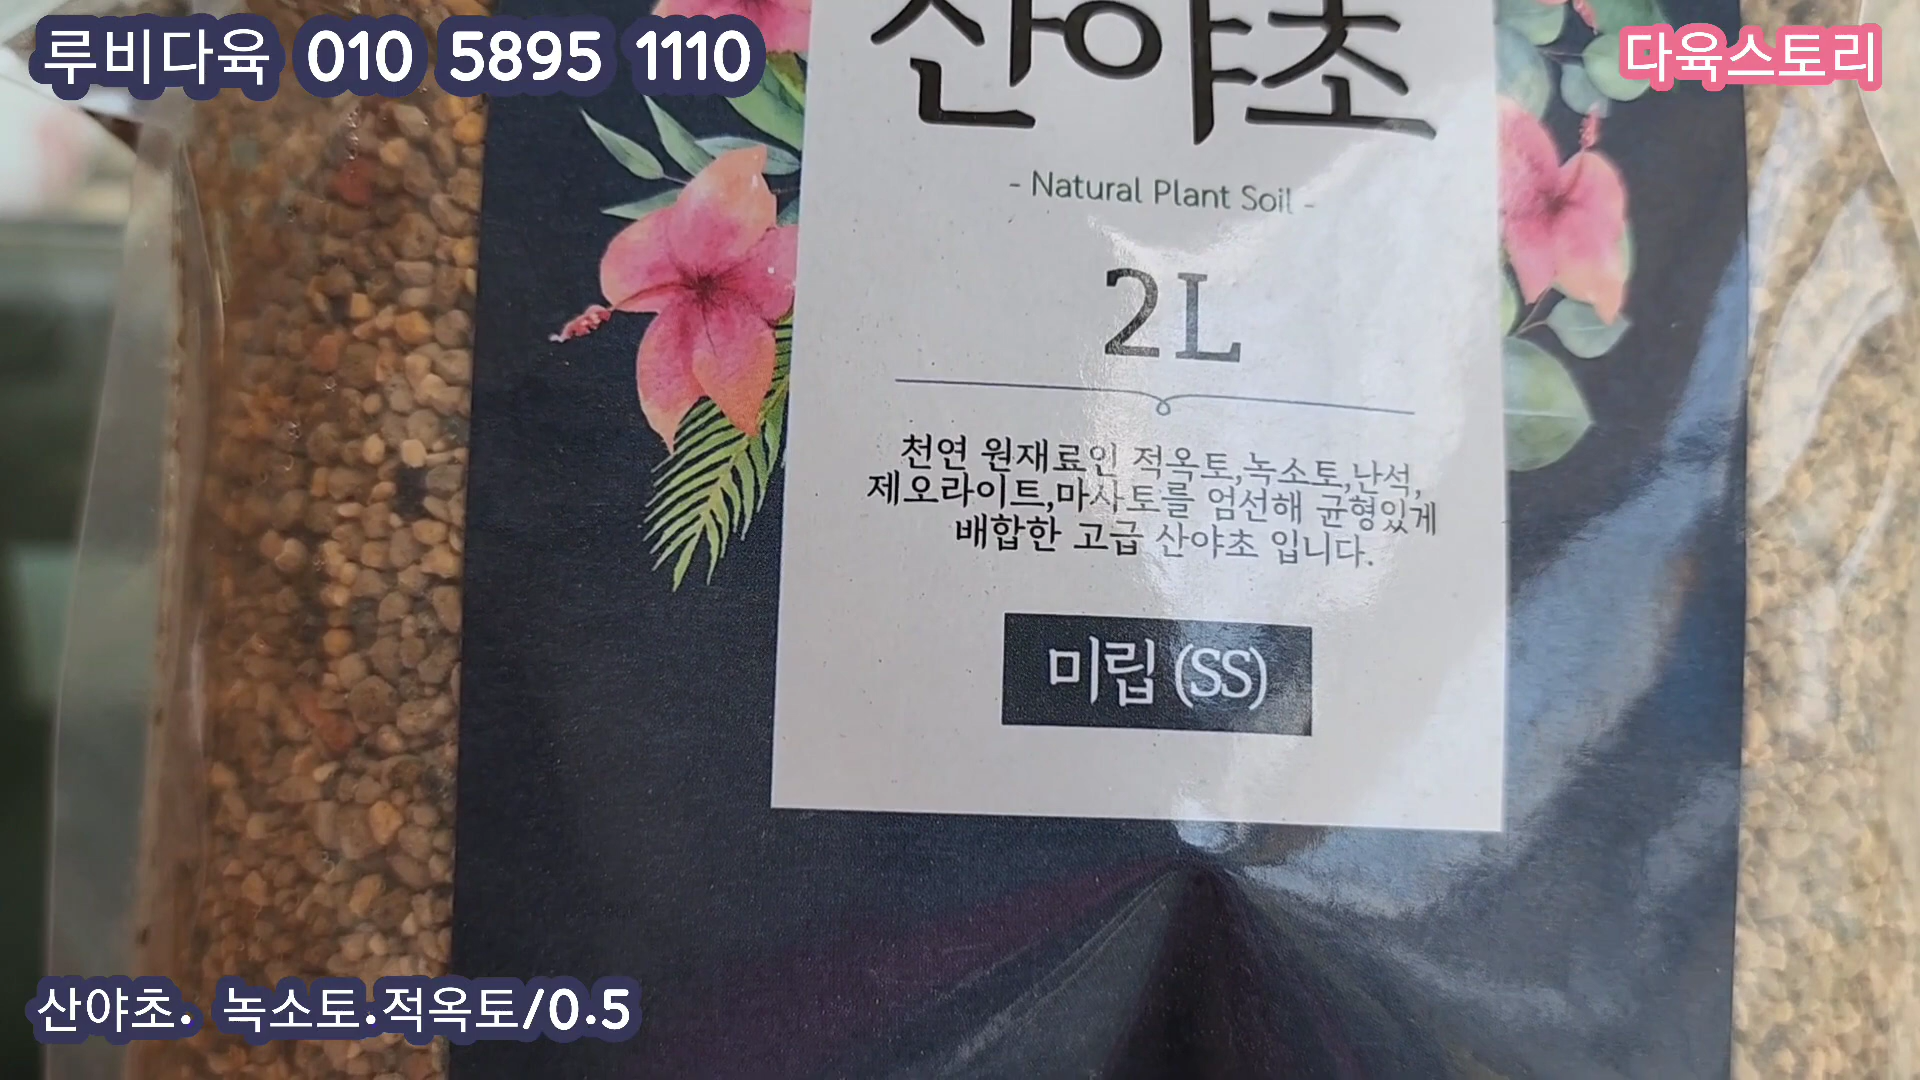 루비다육 010 5895 1110
다육스토리
산야초
- Natural Plant Soil -
2L
천연 원재료인 적옥토,녹소토,난석,
제오라이트,마사토를 엄선해 균형있게
배합한 고급 산야초 입니다.
미립 (SS)
산야초. 녹소토.적옥토/0.5